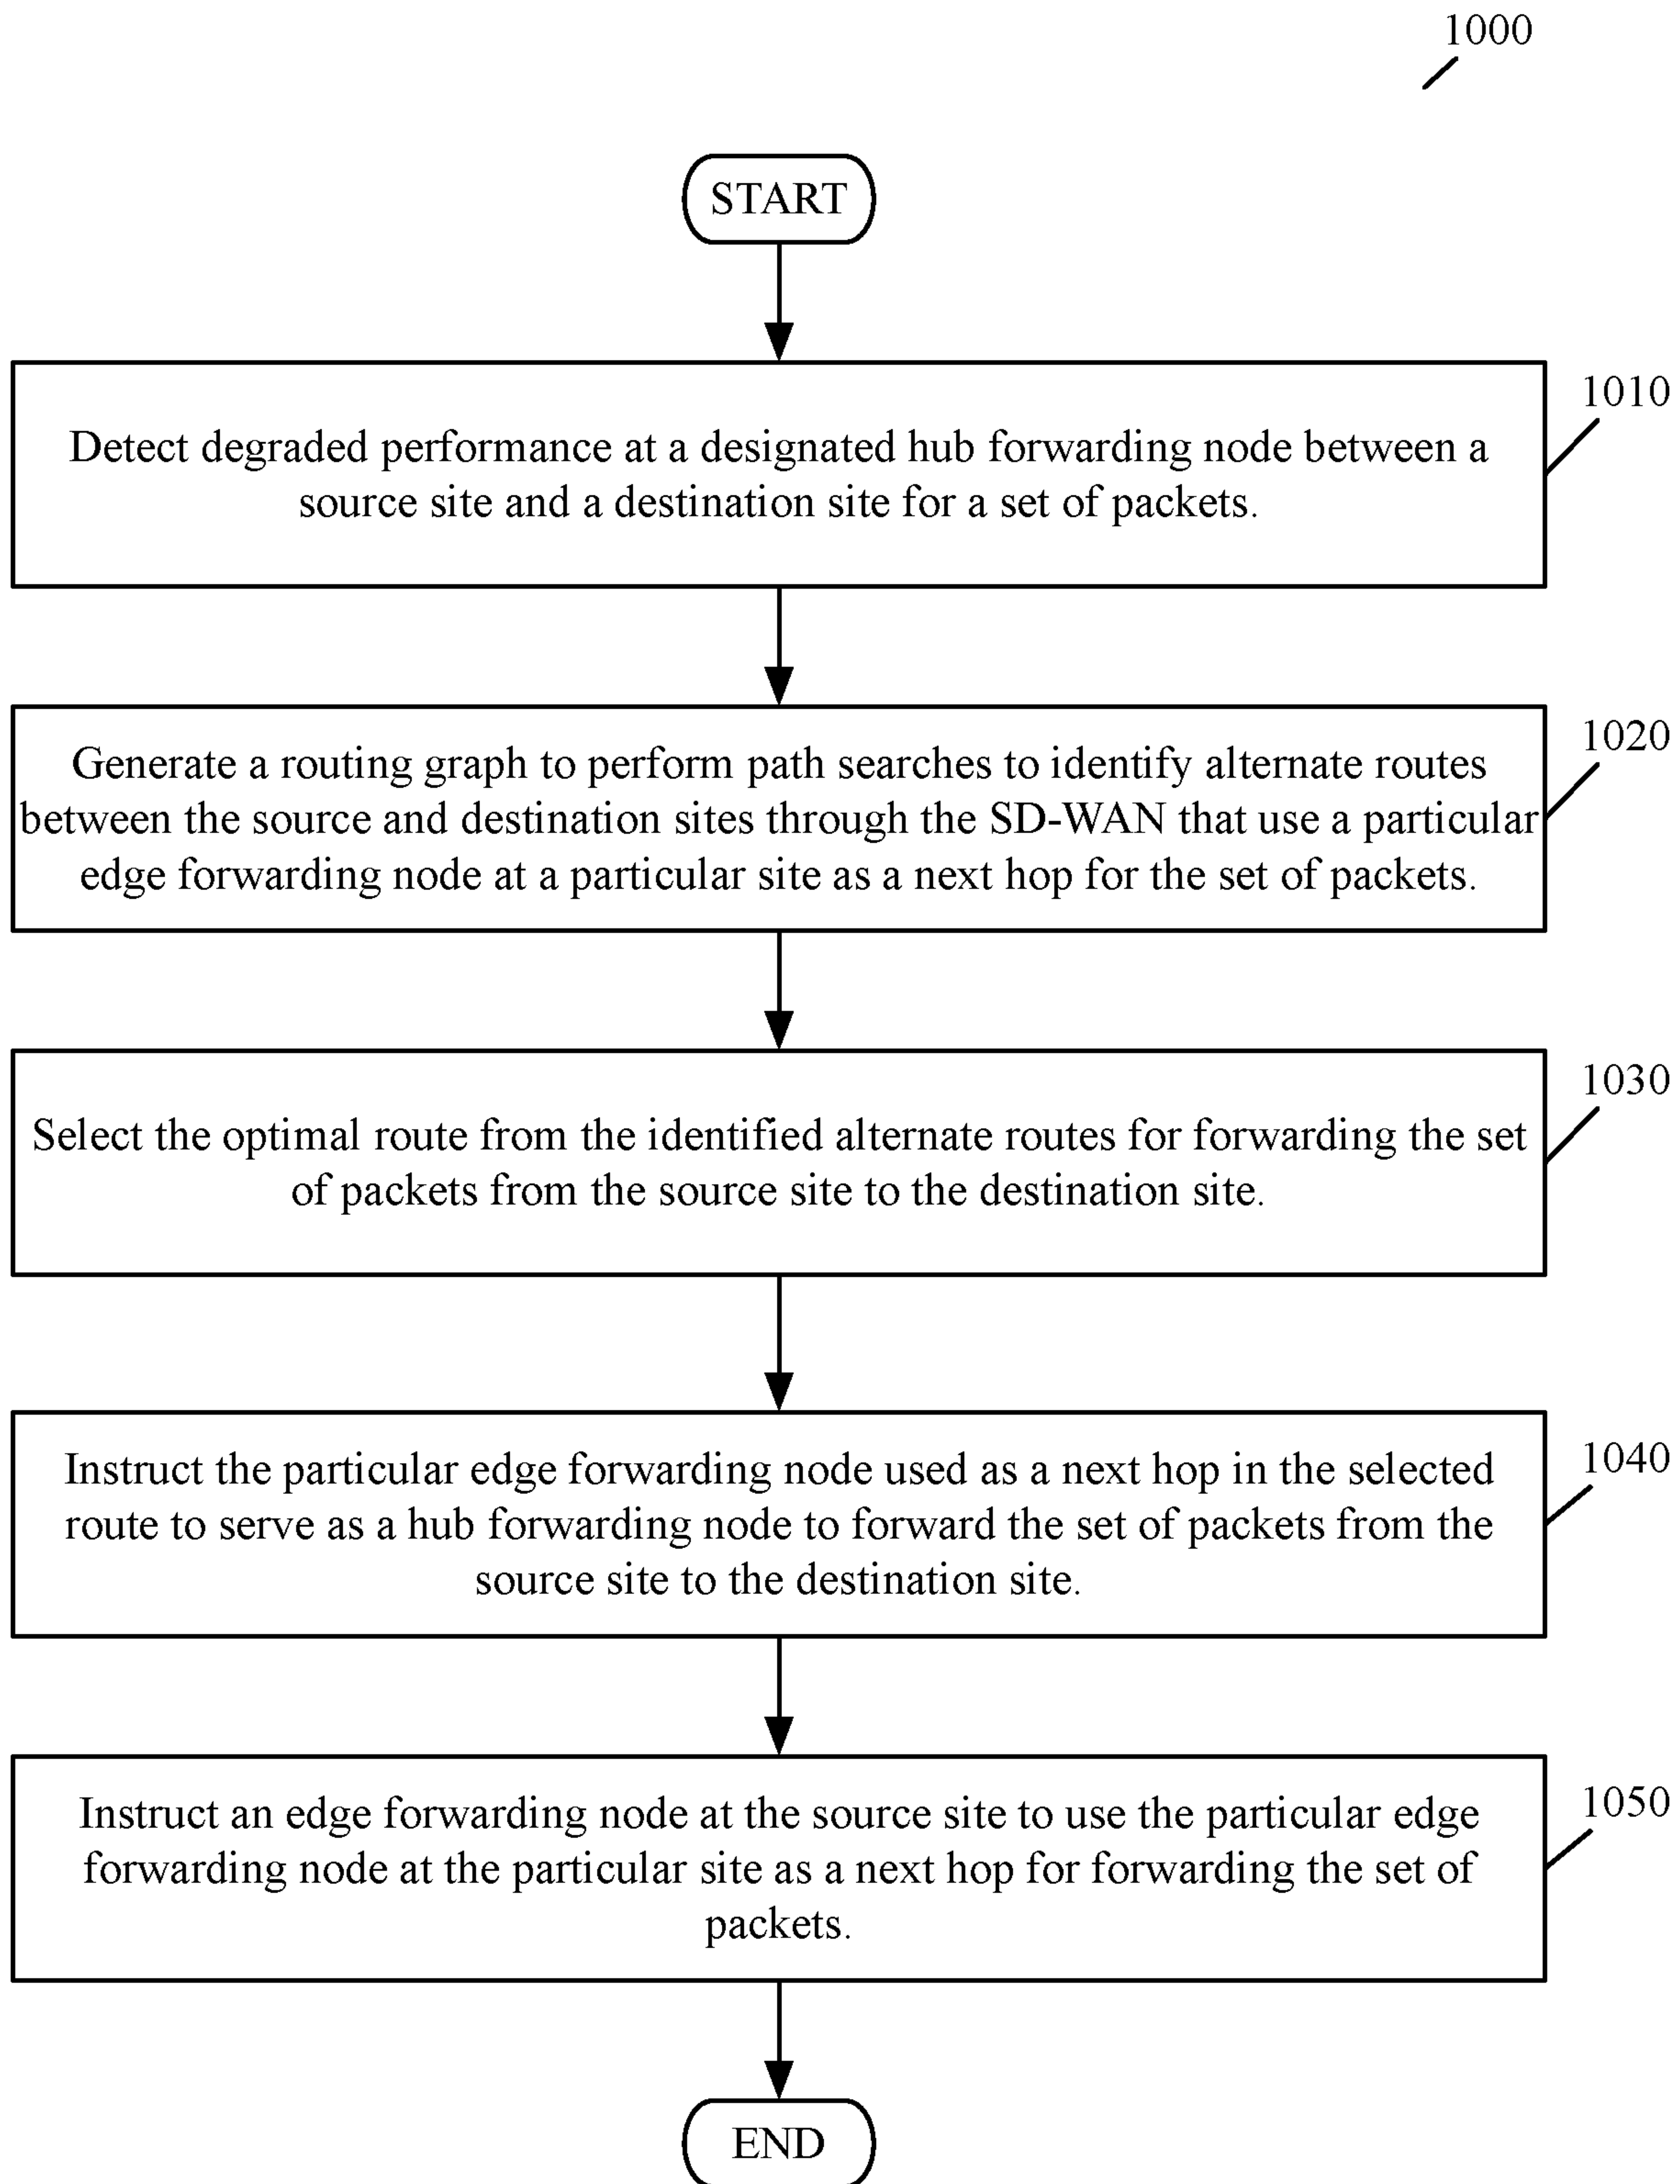 1000
START
1010
Detect degraded performance at a designated hub forwarding node between a
source site and a destination site for a set of packets.
1020
Generate a routing graph to perform path searches to identify alternate routes
between the source and destination sites through the SD-WAN that use a particular
edge forwarding node at a particular site as a next hop for the set of packets.
1030
Select the optimal route from the identified alternate routes for forwarding the set
of packets from the source site to the destination site.
1040
Instruct the particular edge forwarding node used as a next hop in the selected
route to serve as a hub forwarding node to forward the set of packets from the
source site to the destination site.
1050
Instruct an edge forwarding node at the source site to use the particular edge
forwarding node at the particular site as a next hop for forwarding the set of
packets.
END